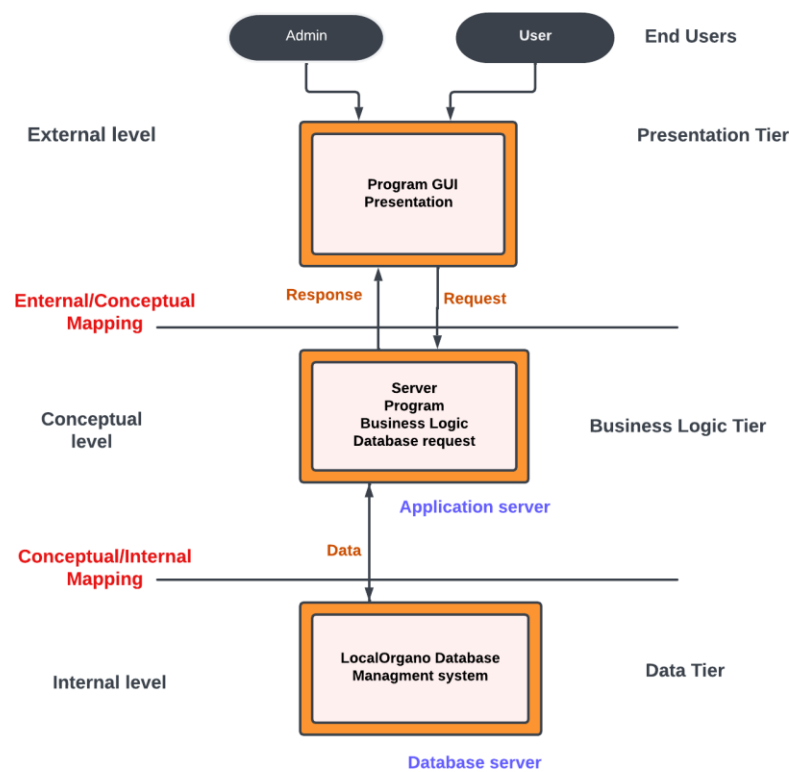 Admin
User
End Users
External level
Presentation Tier
Program GUI
Presentation
Response
Request
Enternal/Conceptual
Mapping
Server
Program
Business Logic
Database request
Conceptual
level
Business Logic Tier
Application server
Data
Conceptual/Internal
Mapping
LocalOrgano Database
Managment system
Internal level
Data Tier
Database server